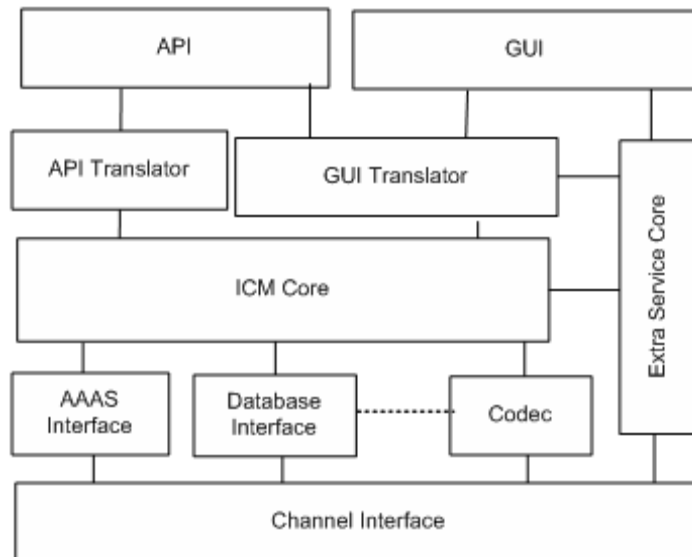 API
GUI
API Translator
GUI Translator
Extra Service Core
ICM Core
AAAS
Interface
Database
Interface
Codec
Channel Interface